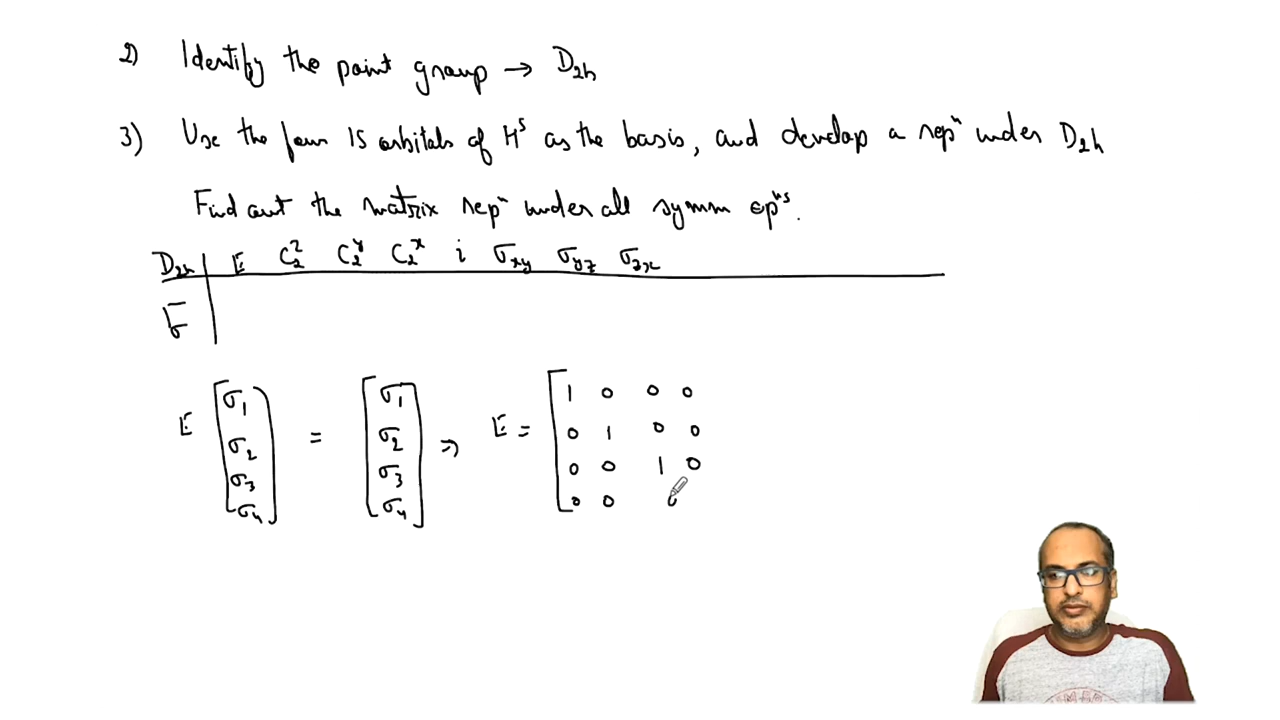 2) Identify the point group → D2h
3) Use the four 1S orbitals of H's as the basis, and develop a repⁿ under D2h
Find out the matrix repⁿ under all symm opⁿˢ.
D2h | E C₂ᶻ C₂ʸ C₂ˣ i σxy σyz σzx
Γσ
E [σ1 σ2 σ3 σ4] = [σ1 σ2 σ3 σ4] ⇒ E = [1 0 0 0
0 1 0 0
0 0 1 0
0 0 0